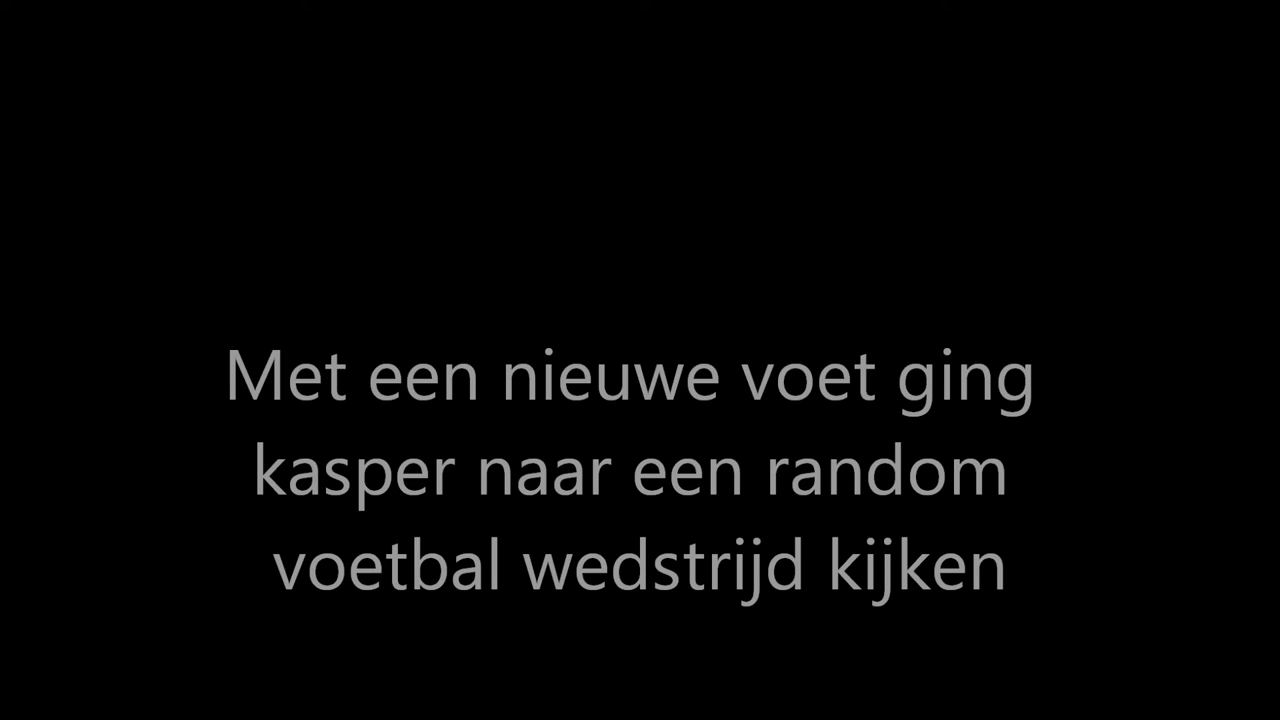 Met een nieuwe voet ging
kasper naar een random
voetbal wedstrijd kijken